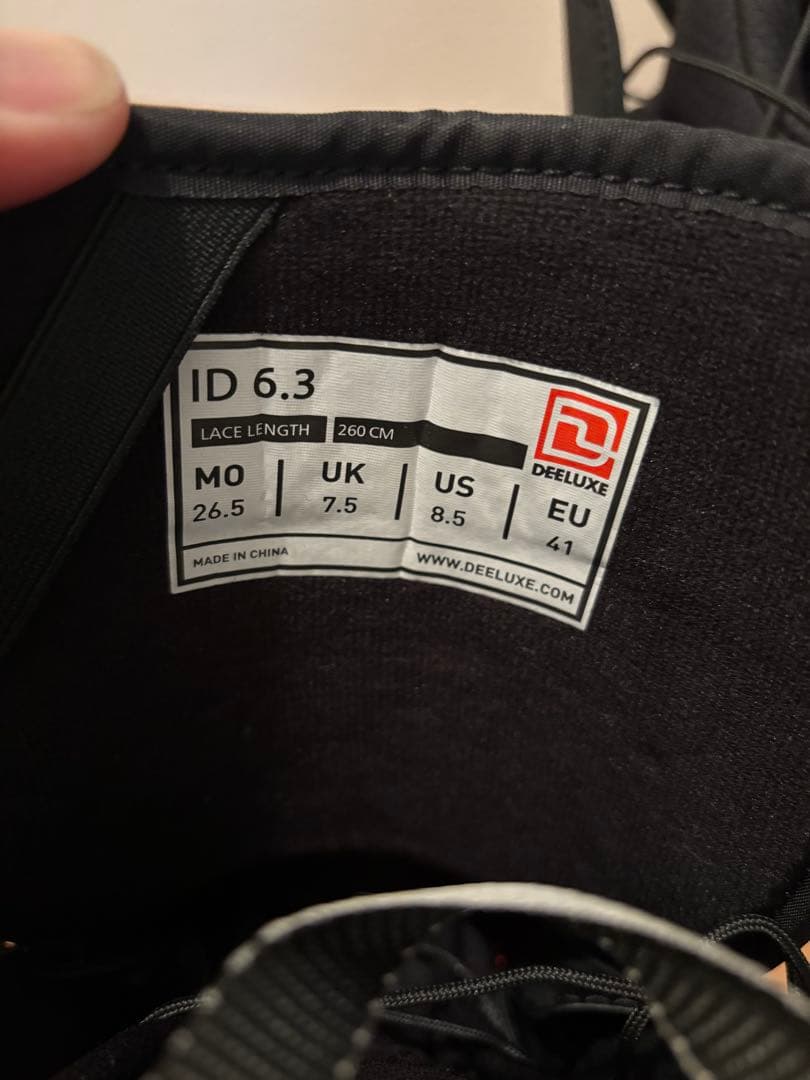 ID 6.3
LACE LENGTH 260 CM
DEELUXE
MO UK US EU
26.5 7.5 8.5 41
MADE IN CHINA WWW.DEELUXE.COM